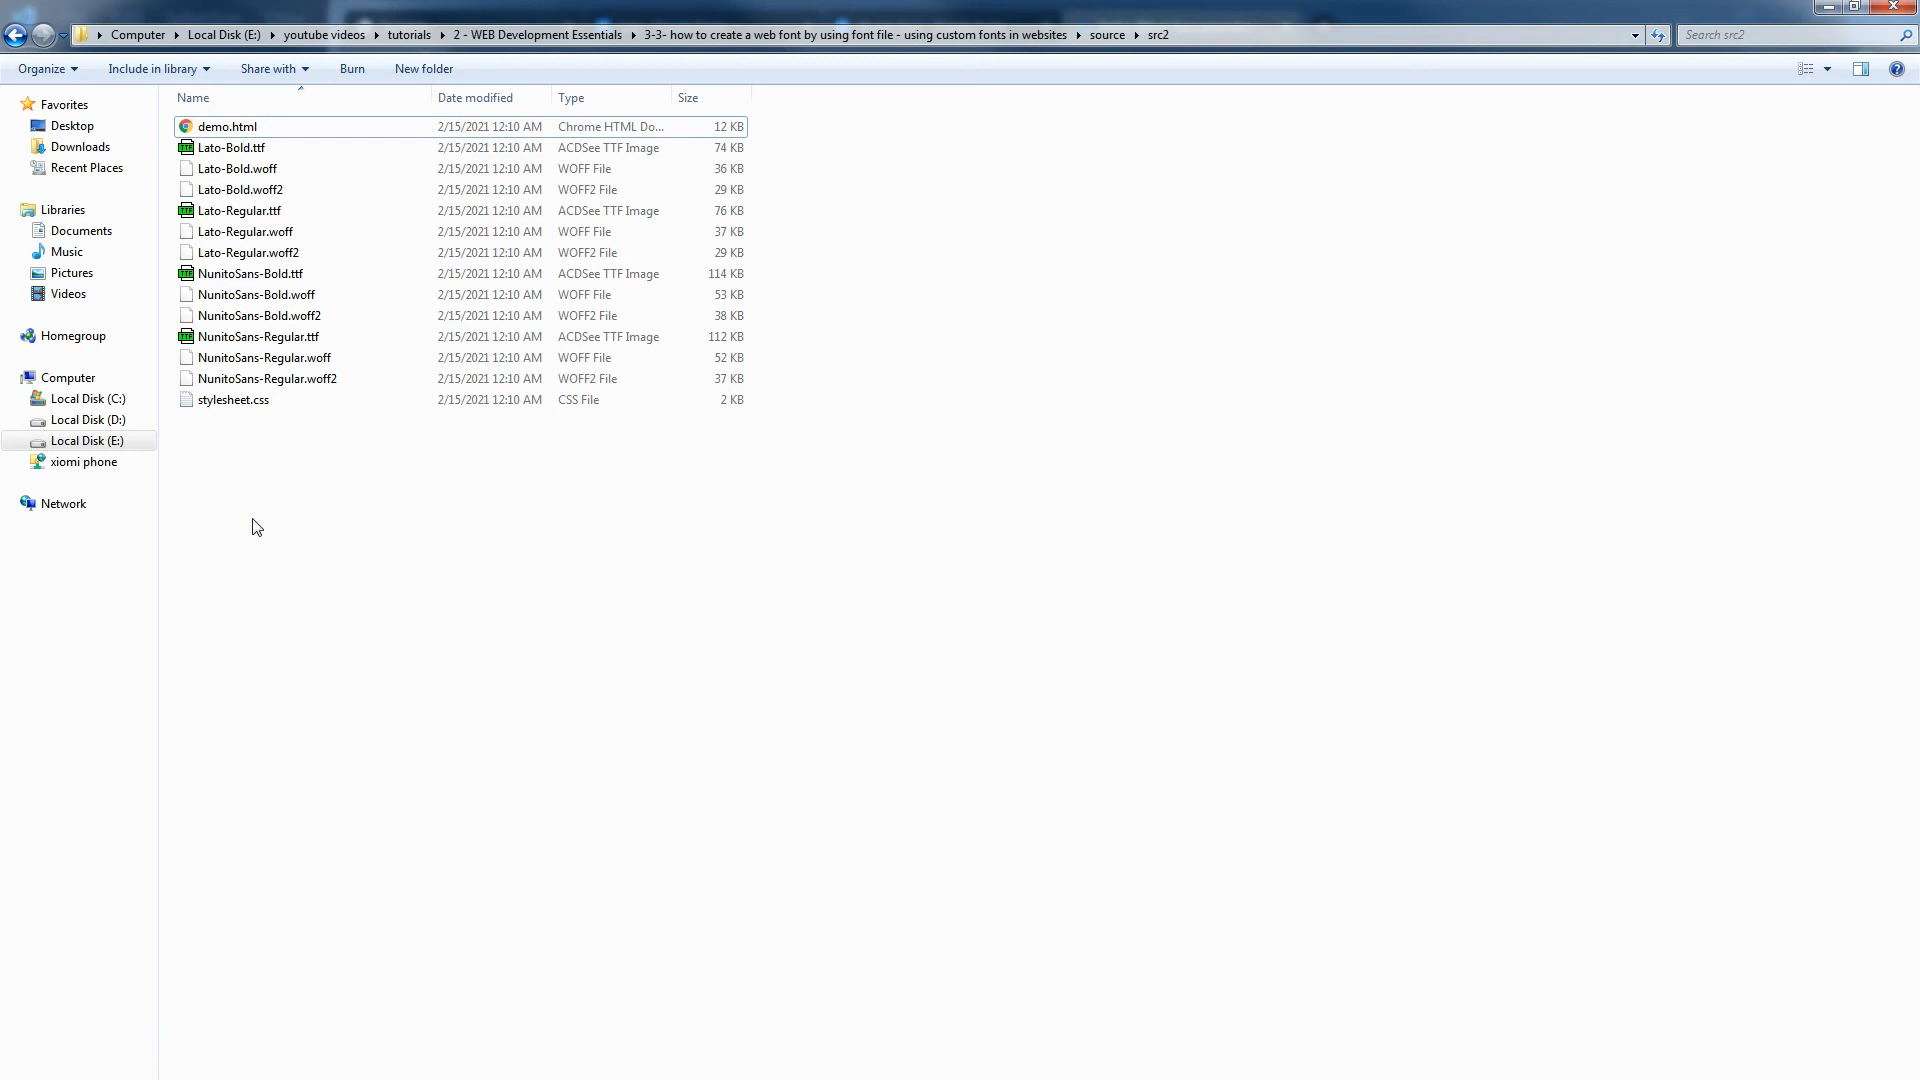 Computer Local Disk (E:) youtube videos tutorials 2 - WEB Development Essentials 3-3- how to create a web font by using font file - using custom fonts in websites source src2 Search src2
Organize Include in library Share with Burn New folder
Name Date modified Type Size
Favorites
Desktop
Downloads
Recent Places
Libraries
Documents
Music
Pictures
Videos
Homegroup
Computer
Local Disk (C:)
Local Disk (D:)
Local Disk (E:)
xiomi phone
Network
demo.html 2/15/2021 12:10 AM Chrome HTML Do... 12 KB
Lato-Bold.ttf 2/15/2021 12:10 AM ACDSee TTF Image 74 KB
Lato-Bold.woff 2/15/2021 12:10 AM WOFF File 36 KB
Lato-Bold.woff2 2/15/2021 12:10 AM WOFF2 File 29 KB
Lato-Regular.ttf 2/15/2021 12:10 AM ACDSee TTF Image 76 KB
Lato-Regular.woff 2/15/2021 12:10 AM WOFF File 37 KB
Lato-Regular.woff2 2/15/2021 12:10 AM WOFF2 File 29 KB
NunitoSans-Bold.ttf 2/15/2021 12:10 AM ACDSee TTF Image 114 KB
NunitoSans-Bold.woff 2/15/2021 12:10 AM WOFF File 53 KB
NunitoSans-Bold.woff2 2/15/2021 12:10 AM WOFF2 File 38 KB
NunitoSans-Regular.ttf 2/15/2021 12:10 AM ACDSee TTF Image 112 KB
NunitoSans-Regular.woff 2/15/2021 12:10 AM WOFF File 52 KB
NunitoSans-Regular.woff2 2/15/2021 12:10 AM WOFF2 File 37 KB
stylesheet.css 2/15/2021 12:10 AM CSS File 2 KB